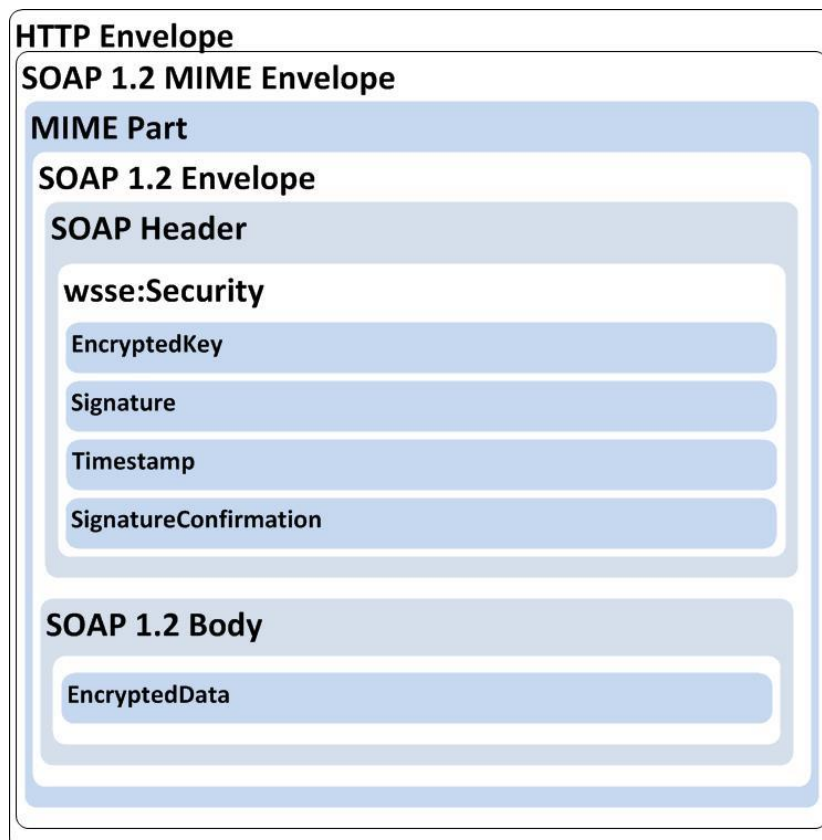 HTTP Envelope
SOAP 1.2 MIME Envelope
MIME Part
SOAP 1.2 Envelope
SOAP Header
wsse:Security
EncryptedKey
Signature
Timestamp
SignatureConfirmation
SOAP 1.2 Body
EncryptedData